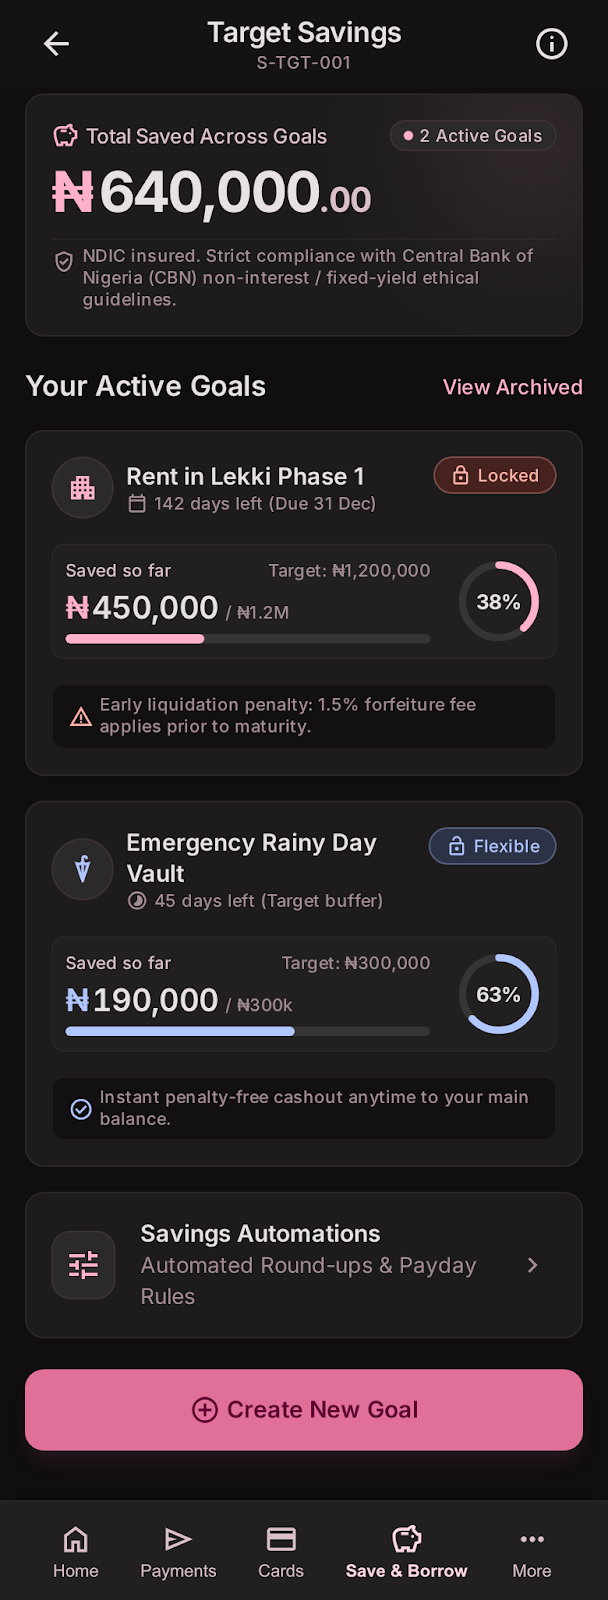 Target Savings
S-TGT-001
Total Saved Across Goals
2 Active Goals
₦640,000.00
NDIC insured. Strict compliance with Central Bank of
Nigeria (CBN) non-interest / fixed-yield ethical
guidelines.
Your Active Goals
View Archived
Rent in Lekki Phase 1
Locked
142 days left (Due 31 Dec)
Saved so far
Target: ₦1,200,000
₦450,000 / ₦1.2M
38%
Early liquidation penalty: 1.5% forfeiture fee
applies prior to maturity.
Emergency Rainy Day
Vault
Flexible
45 days left (Target buffer)
Saved so far
Target: ₦300,000
₦190,000 / ₦300k
63%
Instant penalty-free cashout anytime to your main
balance.
Savings Automations
Automated Round-ups & Payday
Rules
Create New Goal
Home
Payments
Cards
Save & Borrow
More